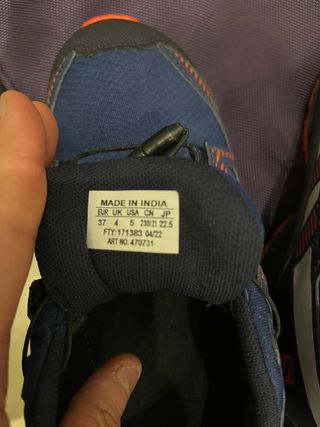 MADE IN INDIA
EUR UK USA CN JP
37 4 5 230(2) 22.5
FTY:171383 04/22
ART NO. 470731